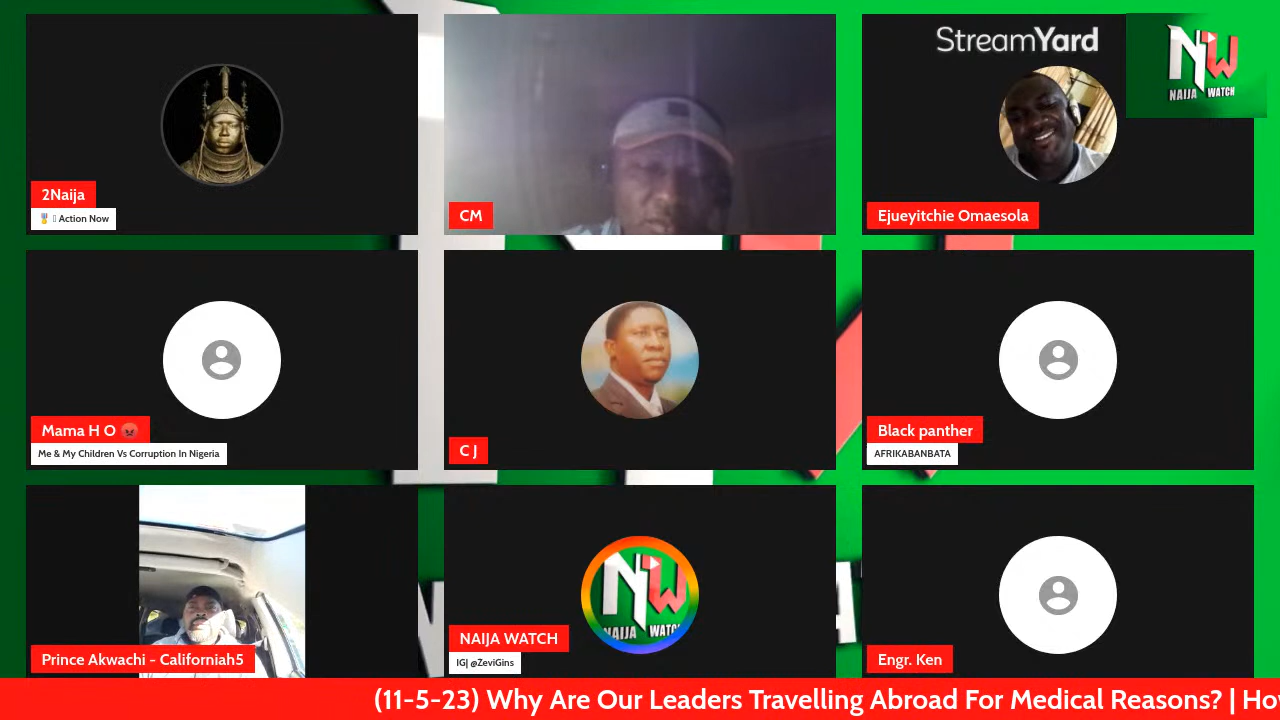 StreamYard
NW
NAIJA WATCH
2Naija
Action Now
CM
Ejueyitchie Omaesola
Mama H O 😡
Me & My Children Vs Corruption In Nigeria
C J
Black panther
AFRIKABANBATA
Prince Akwachi - Californiah5
NW
NAIJA WATCH
NAIJA WATCH
IG| @ZeviGins
Engr. Ken
(11-5-23) Why Are Our Leaders Travelling Abroad For Medical Reasons? | Ho